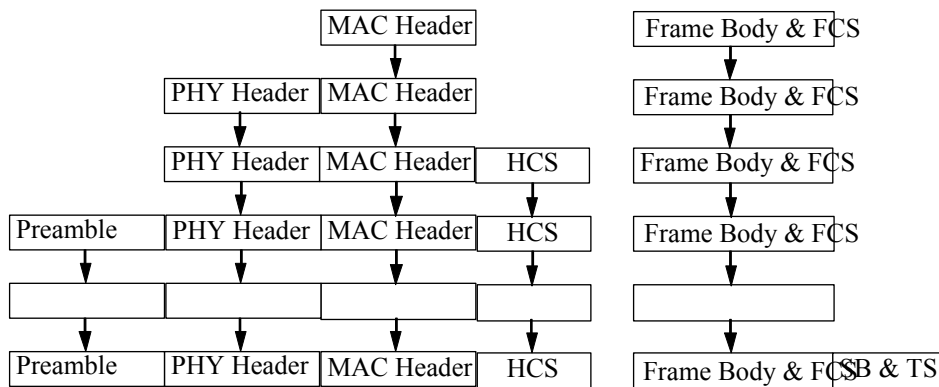 MAC Header Frame Body & FCS
PHY Header MAC Header Frame Body & FCS
PHY Header MAC Header HCS Frame Body & FCS
Preamble PHY Header MAC Header HCS Frame Body & FCS
Preamble PHY Header MAC Header HCS Frame Body & FCS SB & TS